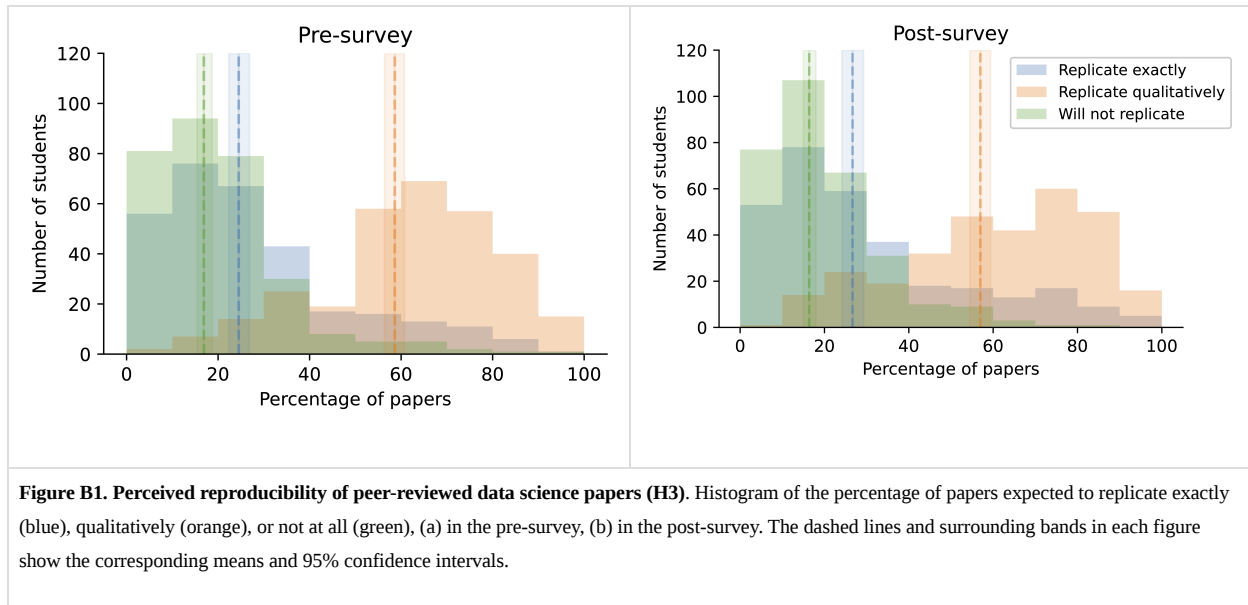 Pre-survey
120
100
80
60
40
20
0
Number of students
0 20 40 60 80 100
Percentage of papers
Post-survey
120
100
80
60
40
20
0
Number of students
Replicate exactly
Replicate qualitatively
Will not replicate
0 20 40 60 80 100
Percentage of papers
Figure B1. Perceived reproducibility of peer-reviewed data science papers (H3). Histogram of the percentage of papers expected to replicate exactly
(blue), qualitatively (orange), or not at all (green), (a) in the pre-survey, (b) in the post-survey. The dashed lines and surrounding bands in each figure
show the corresponding means and 95% confidence intervals.